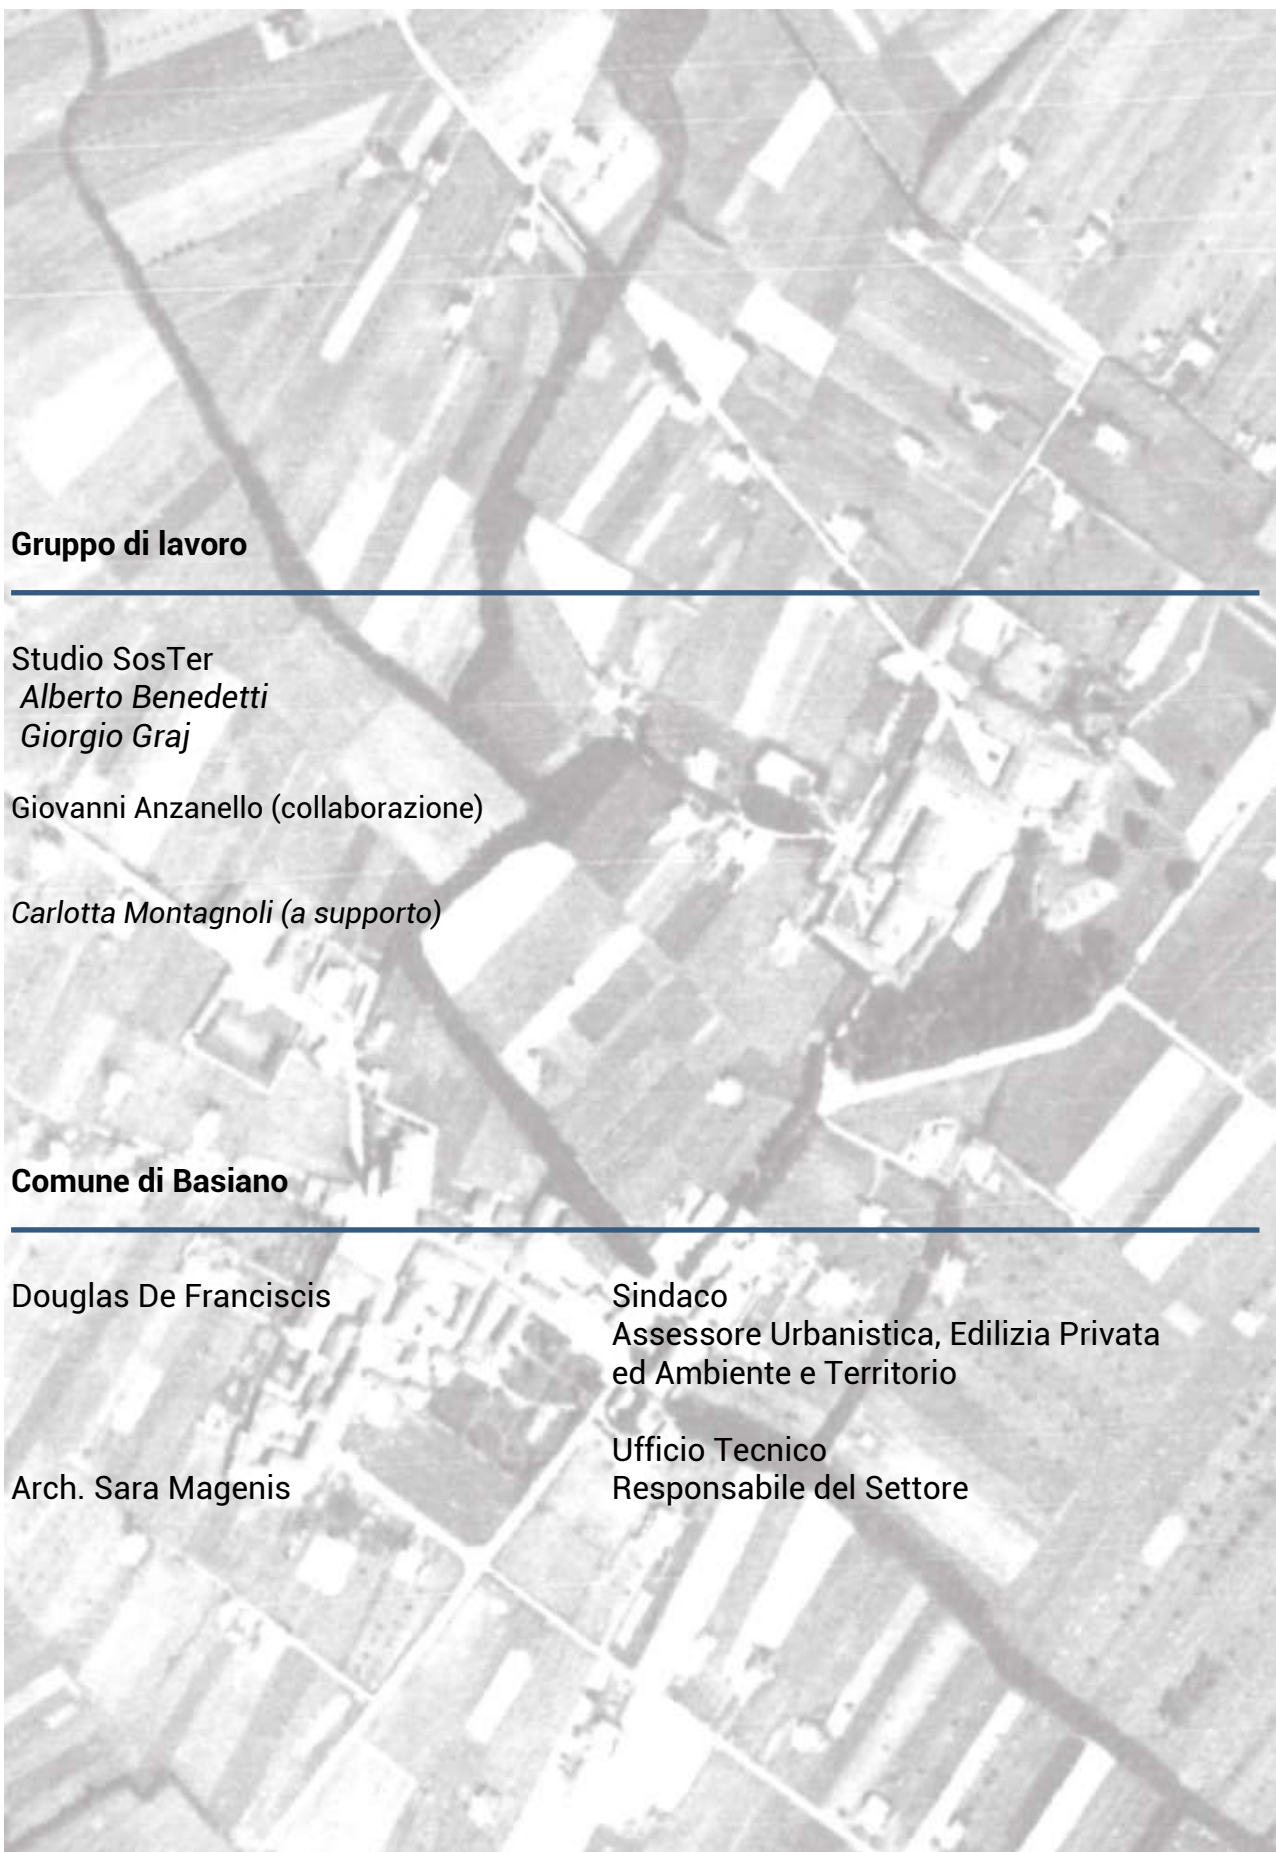 Gruppo di lavoro
Studio SosTer
Alberto Benedetti
Giorgio Graj
Giovanni Anzanello (collaborazione)
Carlotta Montagnoli (a supporto)
Comune di Basiano
Douglas De Franciscis
Sindaco
Assessore Urbanistica, Edilizia Privata
ed Ambiente e Territorio
Ufficio Tecnico
Arch. Sara Magenis
Responsabile del Settore